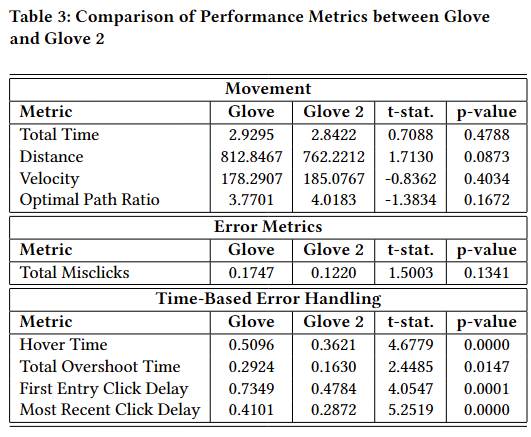 Table 3: Comparison of Performance Metrics between Glove
and Glove 2
Movement
Metric Glove Glove 2 t-stat. p-value
Total Time 2.9295 2.8422 0.7088 0.4788
Distance 812.8467 762.2212 1.7130 0.0873
Velocity 178.2907 185.0767 -0.8362 0.4034
Optimal Path Ratio 3.7701 4.0183 -1.3834 0.1672
Error Metrics
Metric Glove Glove 2 t-stat. p-value
Total Misclicks 0.1747 0.1220 1.5003 0.1341
Time-Based Error Handling
Metric Glove Glove 2 t-stat. p-value
Hover Time 0.5096 0.3621 4.6779 0.0000
Total Overshoot Time 0.2924 0.1630 2.4485 0.0147
First Entry Click Delay 0.7349 0.4784 4.0547 0.0001
Most Recent Click Delay 0.4101 0.2872 5.2519 0.0000